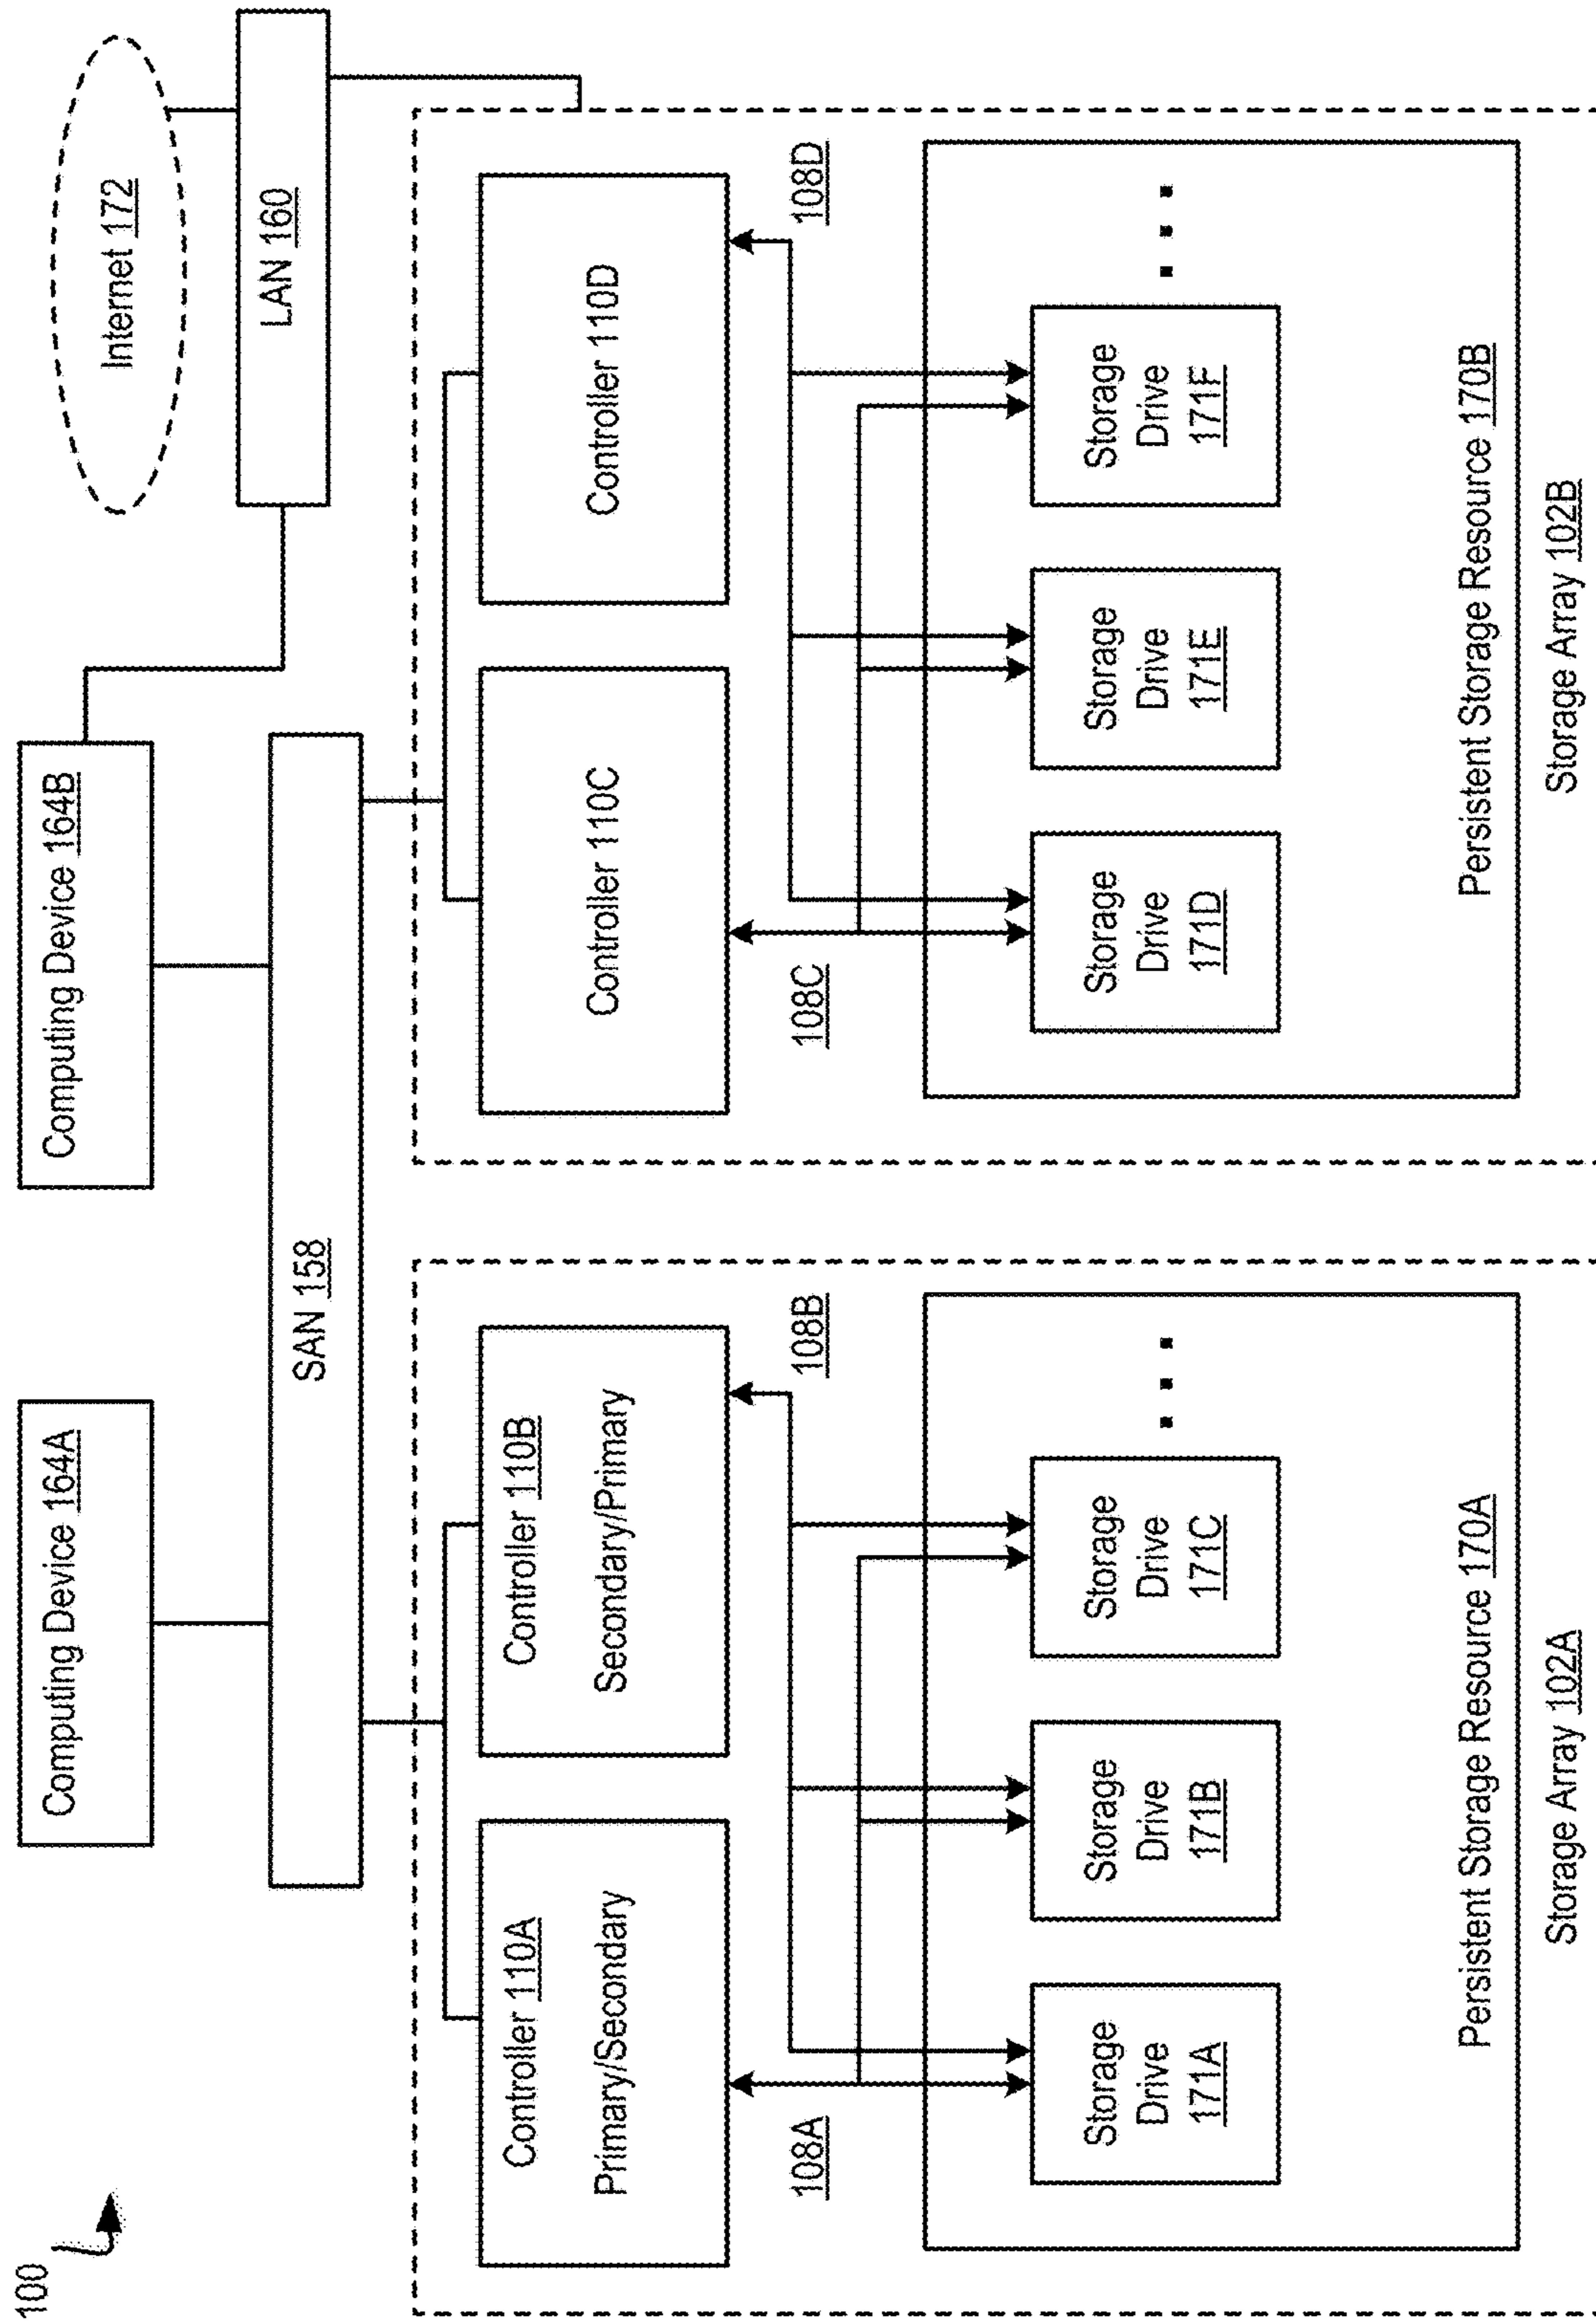 100
Computing Device 164A
Computing Device 164B
Internet 172
SAN 158
LAN 160
Controller 110A
Primary/Secondary
Controller 110B
Secondary/Primary
Controller 110C
Controller 110D
108A
108B
108C
108D
Storage
Drive
171A
Storage
Drive
171B
Storage
Drive
171C
Storage
Drive
171D
Storage
Drive
171E
Storage
Drive
171F
Persistent Storage Resource 170A
Persistent Storage Resource 170B
Storage Array 102A
Storage Array 102B